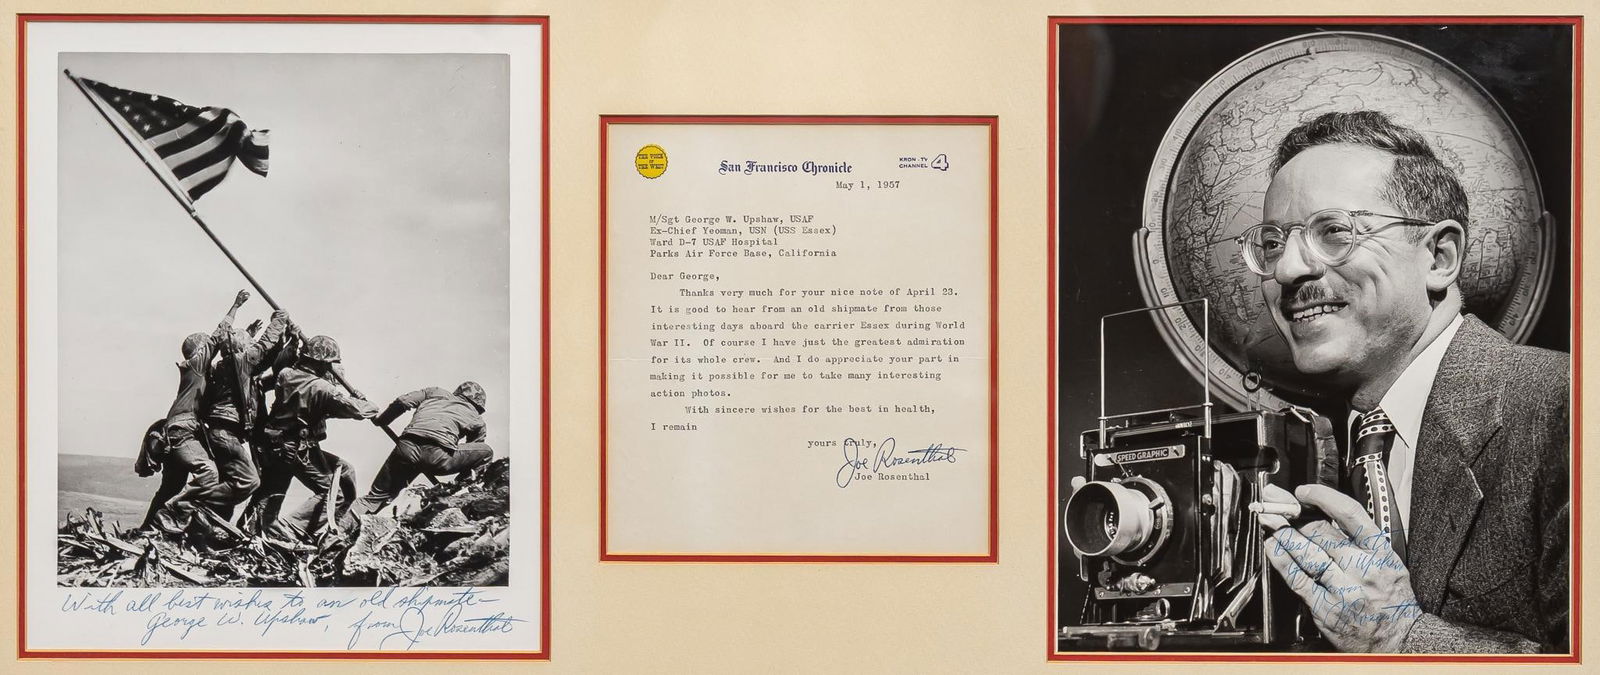 With all best wishes to an old shipmate—
George W. Upshaw, from Joe Rosenthal
THE VOICE
OF
THE WEST
San Francisco Chronicle
KRON-TV
CHANNEL 4
May 1, 1957
M/Sgt George W. Upshaw, USAF
Ex-Chief Yeoman, USN (USS Essex)
Ward D-7 USAF Hospital
Parks Air Force Base, California
Dear George,
Thanks very much for your nice note of April 23.
It is good to hear from an old shipmate from those
interesting days aboard the carrier Essex during World
War II. Of course I have just the greatest admiration
for its whole crew. And I do appreciate your part in
making it possible for me to take many interesting
action photos.
With sincere wishes for the best in health,
I remain
yours truly,
Joe Rosenthal
Joe Rosenthal
SPEED GRAPHIC
Best wishes to
George W Upshaw
from
J Rosenthal